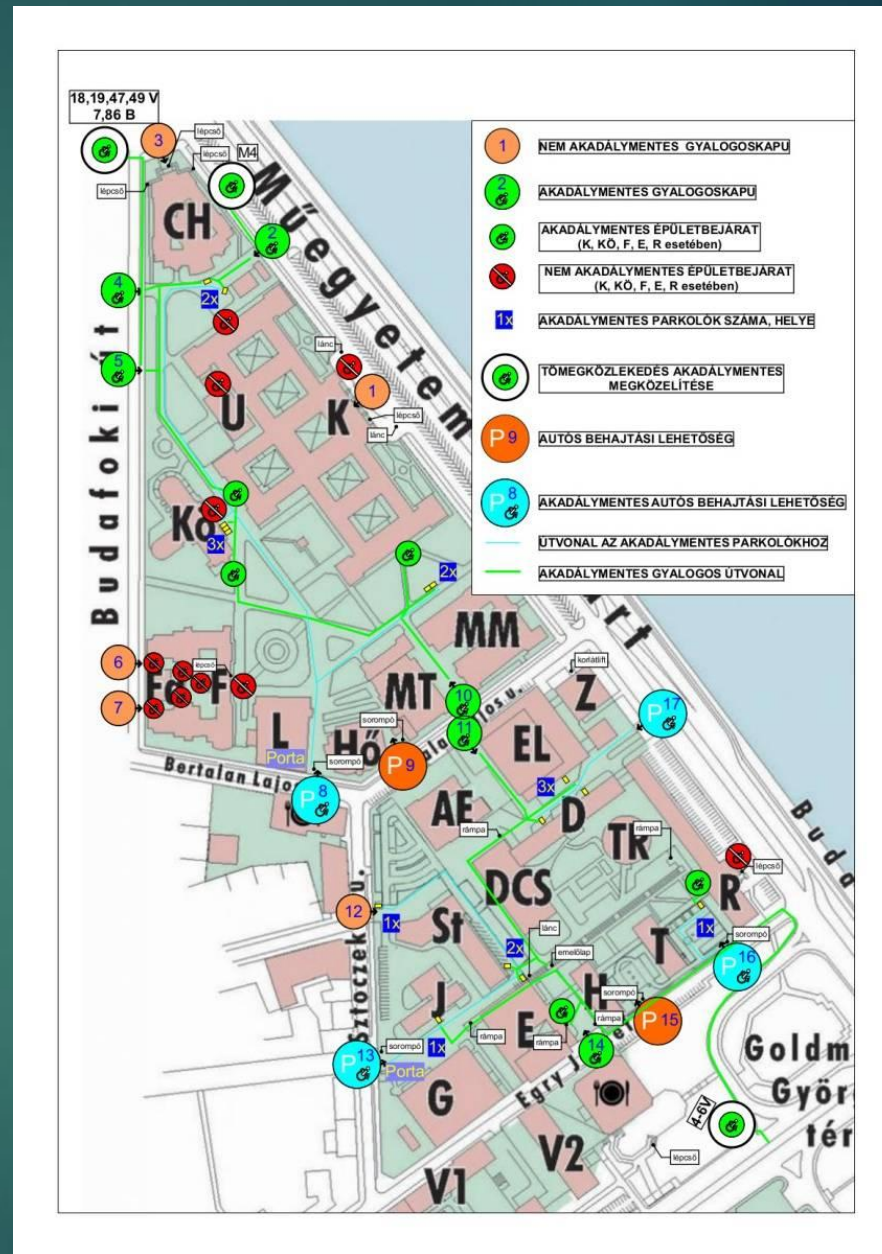 18,19,47,49 V
7,86 B
3
lépcső
lépcső
M4
lépcső
CH
2
4
2x
5
Budafoki út
Műegyetem
rt
lánc
1
U
K
lépcső
lánc
Kö
3x
2x
MM
6
7
lépcső
F
L
Porta
MT
10
11
korlátlift
Z
P 17
sorompó
Hő
P 9
EL
Bertalan Lajo
alan Lajos u.
sorompó
P 8
AE
3x
D
rámpa
TR
rámpa
Buda
lépcső
R
DCS
12
1x
St
lánc
2x
emelőlap
T
1x
sorompó
P 16
Sztoczek u.
J
H
sorompó
P 15
rámpa
E
rámpa
rámpa
14
1x
sorompó
P 13
Porta
G
Egry J
Goldm
Györ
tér
4-6V
lépcső
V2
V1
1 NEM AKADÁLYMENTES GYALOGOSKAPU
2 AKADÁLYMENTES GYALOGOSKAPU
AKADÁLYMENTES ÉPÜLETBEJÁRAT
(K, KÖ, F, E, R esetében)
NEM AKADÁLYMENTES ÉPÜLETBEJÁRAT
(K, KÖ, F, E, R esetében)
1x AKADÁLYMENTES PARKOLÓK SZÁMA, HELYE
TÖMEGKÖZLEKEDÉS AKADÁLYMENTES
MEGKÖZELÍTÉSE
P 9 AUTÓS BEHAJTÁSI LEHETŐSÉG
P 8 AKADÁLYMENTES AUTÓS BEHAJTÁSI LEHETŐSÉG
ÚTVONAL AZ AKADÁLYMENTES PARKOLÓKHOZ
AKADÁLYMENTES GYALOGOS ÚTVONAL